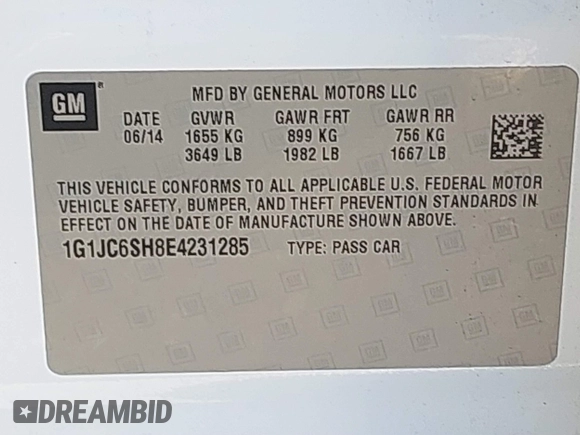 GM
MFD BY GENERAL MOTORS LLC
DATE GVWR GAWR FRT GAWR RR
06/14 1655 KG 899 KG 756 KG
3649 LB 1982 LB 1667 LB
THIS VEHICLE CONFORMS TO ALL APPLICABLE U.S. FEDERAL MOTOR
VEHICLE SAFETY, BUMPER, AND THEFT PREVENTION STANDARDS IN
EFFECT ON THE DATE OF MANUFACTURE SHOWN ABOVE.
1G1JC6SH8E4231285 TYPE: PASS CAR
DREAMBID